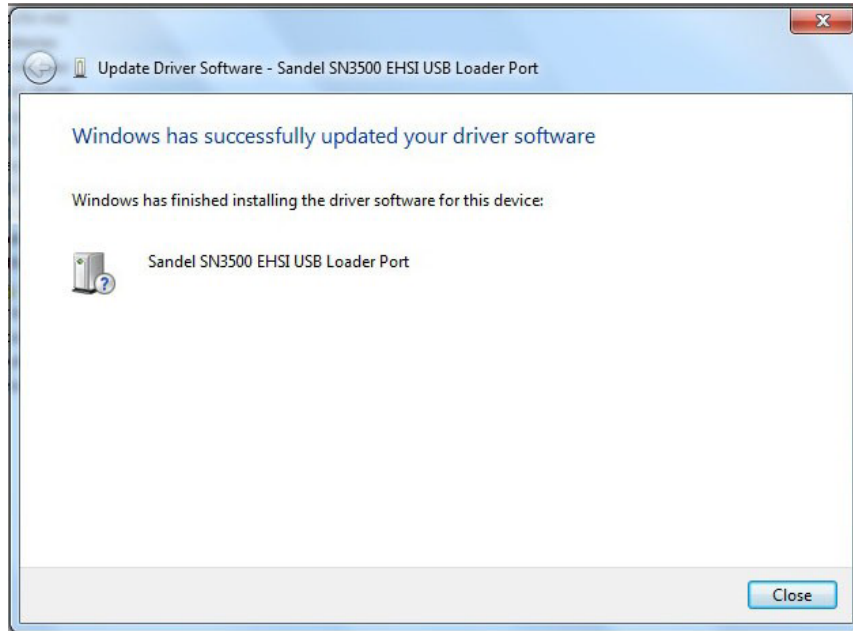 Update Driver Software - Sandel SN3500 EHSI USB Loader Port
Windows has successfully updated your driver software
Windows has finished installing the driver software for this device:
Sandel SN3500 EHSI USB Loader Port
Close